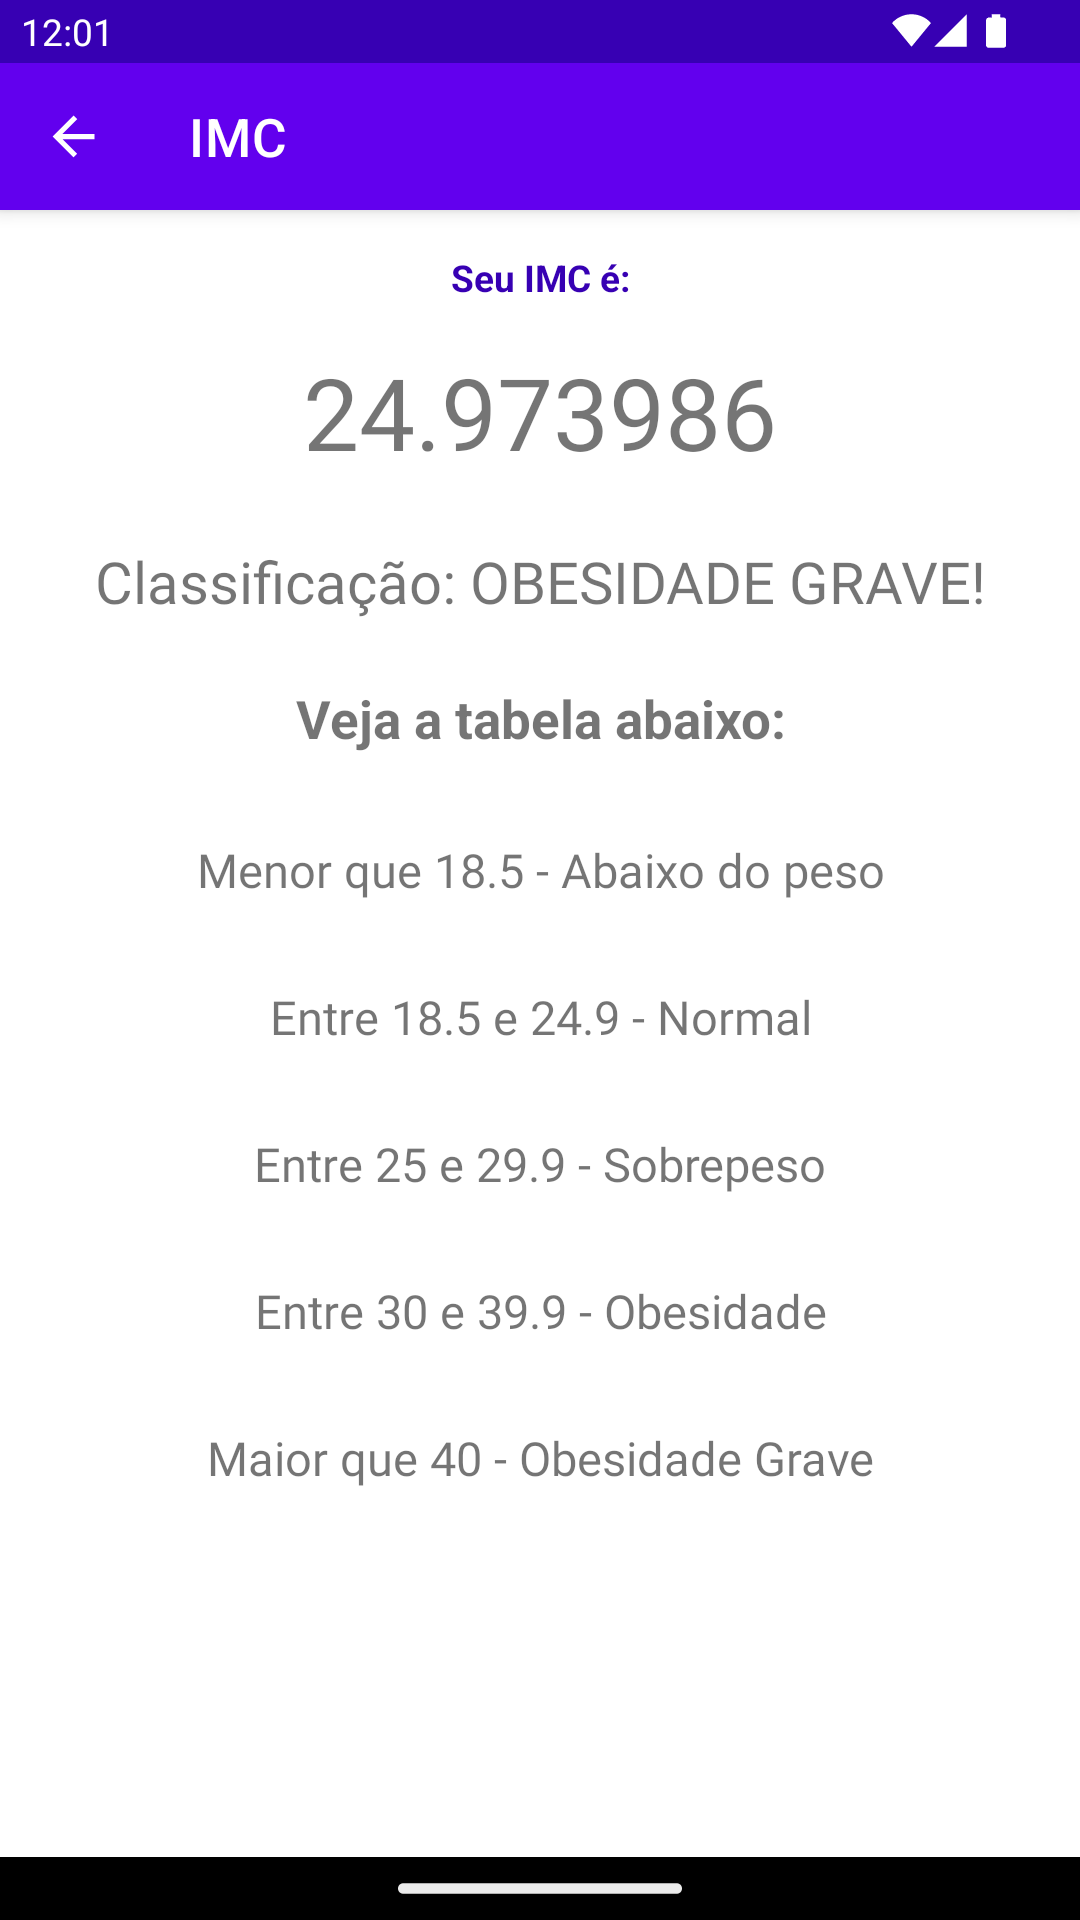 12:01
IMC
Seu IMC é:
24.973986
Classificação: OBESIDADE GRAVE!
Veja a tabela abaixo:
Menor que 18.5 - Abaixo do peso
Entre 18.5 e 24.9 - Normal
Entre 25 e 29.9 - Sobrepeso
Entre 30 e 39.9 - Obesidade
Maior que 40 - Obesidade Grave